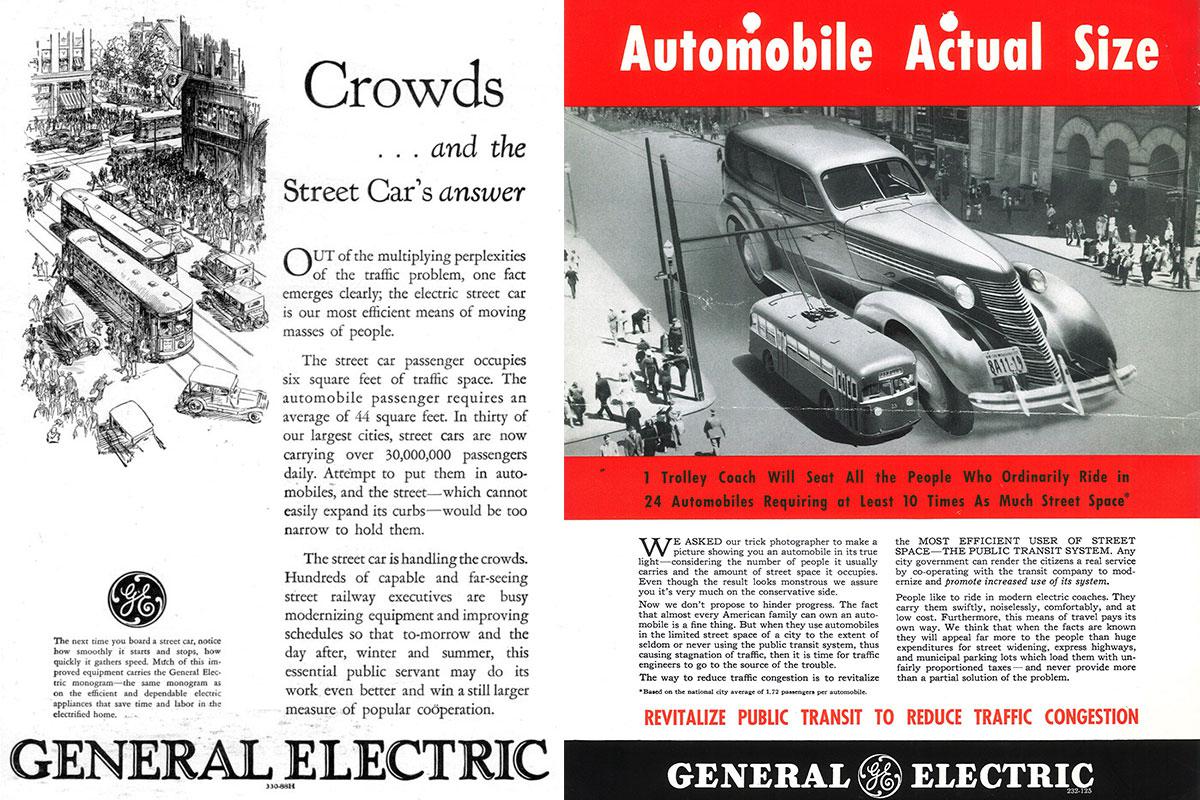 Crowds
. . . and the
Street Car's answer
OUT of the multiplying perplexities
of the traffic problem, one fact
emerges clearly; the electric street car
is our most efficient means of moving
masses of people.
The street car passenger occupies
six square feet of traffic space. The
automobile passenger requires an
average of 44 square feet. In thirty of
our largest cities, street cars are now
carrying over 30,000,000 passengers
daily. Attempt to put them in auto-
mobiles, and the street—which cannot
easily expand its curbs—would be too
narrow to hold them.
The street car is handling the crowds.
Hundreds of capable and far-seeing
street railway executives are busy
modernizing equipment and improving
schedules so that to-morrow and the
day after, winter and summer, this
essential public servant may do its
work even better and win a still larger
measure of popular coöperation.
GE
The next time you board a street car, notice
how smoothly it starts and stops, how
quickly it gathers speed. Much of this im-
proved equipment carries the General Elec-
tric monogram—the same monogram as
on the efficient and dependable electric
appliances that save time and labor in the
electrified home.
GENERAL ELECTRIC
330-88H
Automobile Actual Size
8A11-19
1 Trolley Coach Will Seat All the People Who Ordinarily Ride in
24 Automobiles Requiring at Least 10 Times As Much Street Space*
WE ASKED our trick photographer to make a
picture showing you an automobile in its true
light—considering the number of people it usually
carries and the amount of street space it occupies.
Even though the result looks monstrous we assure
you it's very much on the conservative side.
Now we don't propose to hinder progress. The fact
that almost every American family can own an auto-
mobile is a fine thing. But when they use automobiles
in the limited street space of a city to the extent of
seldom or never using the public transit system, thus
causing stagnation of traffic, then it is time for traffic
engineers to go to the source of the trouble.
The way to reduce traffic congestion is to revitalize
*Based on the national city average of 1.72 passengers per automobile.
the MOST EFFICIENT USER OF STREET
SPACE—THE PUBLIC TRANSIT SYSTEM. Any
city government can render the citizens a real service
by co-operating with the transit company to mod-
ernize and promote increased use of its system.
People like to ride in modern electric coaches. They
carry them swiftly, noiselessly, comfortably, and at
low cost. Furthermore, this means of travel pays its
own way. We think that when the facts are known
they will appeal far more to the people than huge
expenditures for street widening, express highways,
and municipal parking lots which load them with un-
fairly proportioned taxes—and never provide more
than a partial solution of the problem.
REVITALIZE PUBLIC TRANSIT TO REDUCE TRAFFIC CONGESTION
GENERAL GE ELECTRIC
232-125